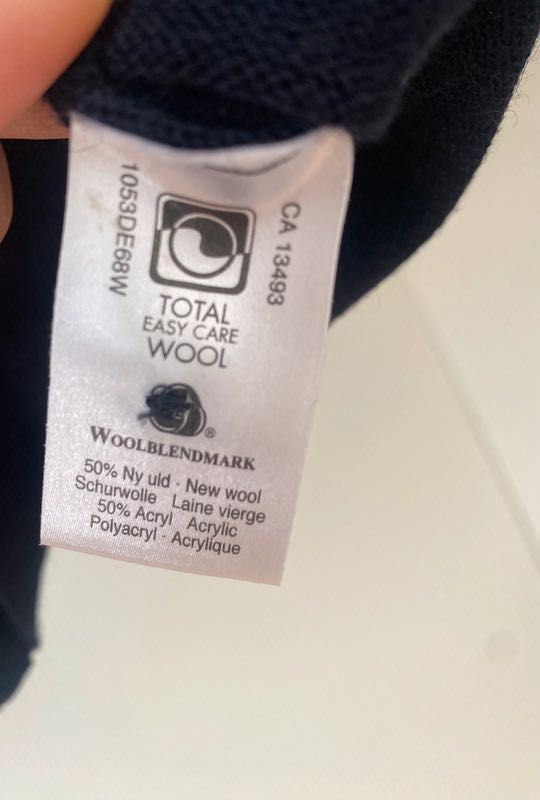 1053DE68W
CA 13493
TOTAL
EASY CARE
WOOL
®
WOOLBLENDMARK
50% Ny uld · New wool
Schurwolle Laine vierge
50% Acryl Acrylic
Polyacryl · Acrylique